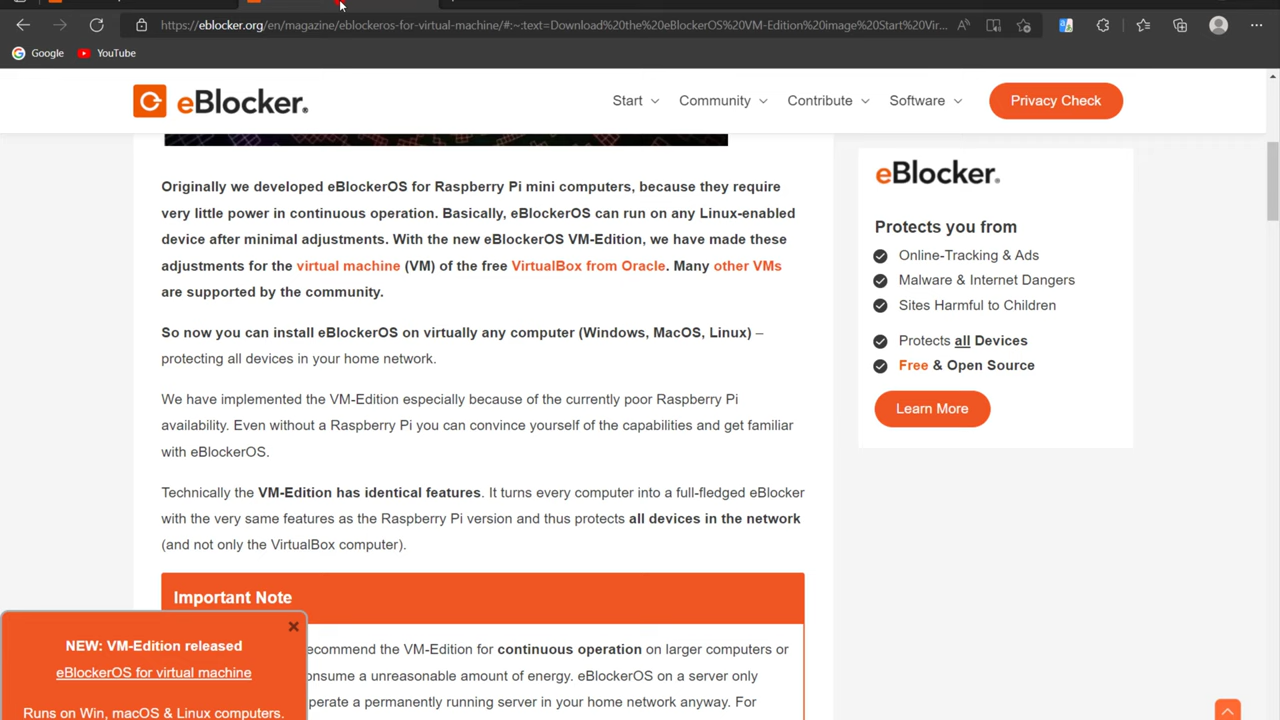 https://eblocker.org/en/magazine/eblockeros-for-virtual-machine/#:~:text=Download%20the%20eBlockerOS%20VM-Edition%20image%20Start%20Vir...
Google
YouTube
eBlocker.
Start
Community
Contribute
Software
Privacy Check
Originally we developed eBlockerOS for Raspberry Pi mini computers, because they require
very little power in continuous operation. Basically, eBlockerOS can run on any Linux-enabled
device after minimal adjustments. With the new eBlockerOS VM-Edition, we have made these
adjustments for the virtual machine (VM) of the free VirtualBox from Oracle. Many other VMs
are supported by the community.
So now you can install eBlockerOS on virtually any computer (Windows, MacOS, Linux) –
protecting all devices in your home network.
We have implemented the VM-Edition especially because of the currently poor Raspberry Pi
availability. Even without a Raspberry Pi you can convince yourself of the capabilities and get familiar
with eBlockerOS.
Technically the VM-Edition has identical features. It turns every computer into a full-fledged eBlocker
with the very same features as the Raspberry Pi version and thus protects all devices in the network
(and not only the VirtualBox computer).
Important Note
ecommend the VM-Edition for continuous operation on larger computers or
onsume a unreasonable amount of energy. eBlockerOS on a server only
perate a permanently running server in your home network anyway. For
NEW: VM-Edition released
eBlockerOS for virtual machine
Runs on Win, macOS & Linux computers.
eBlocker.
Protects you from
Online-Tracking & Ads
Malware & Internet Dangers
Sites Harmful to Children
Protects all Devices
Free & Open Source
Learn More